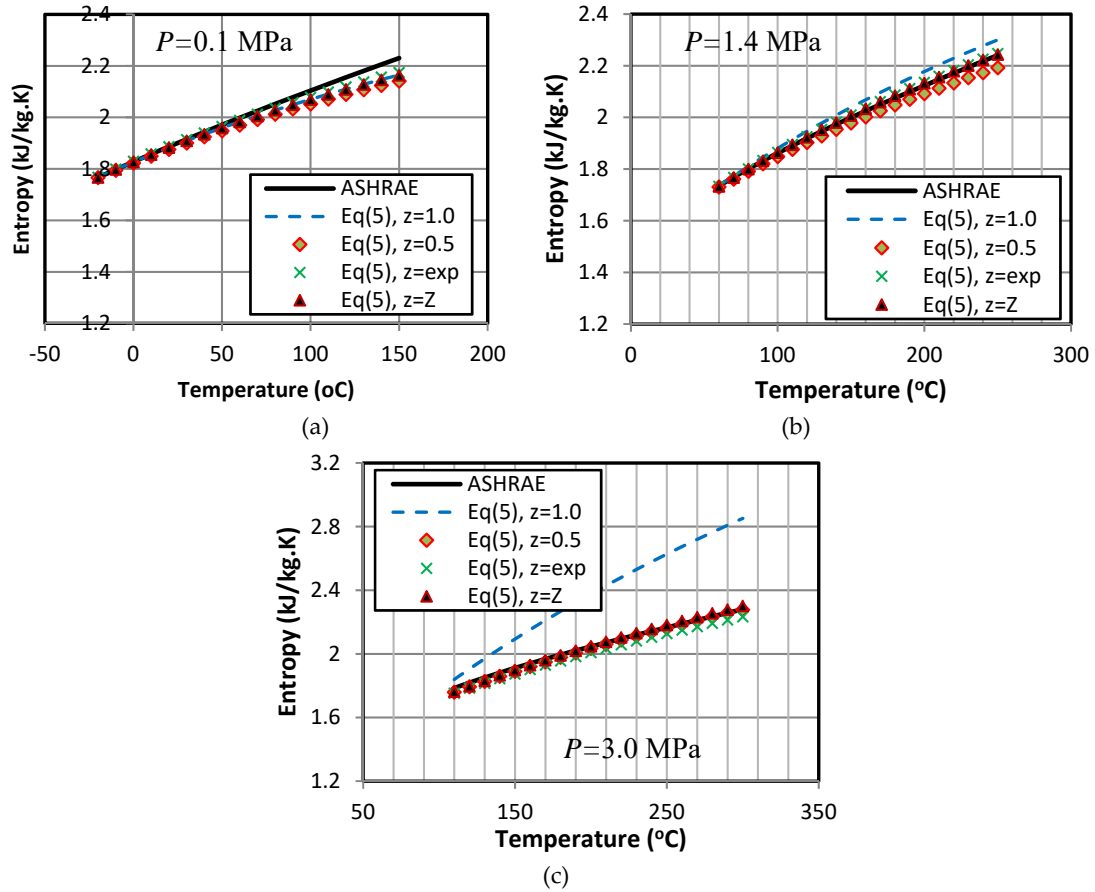 P=0.1 MPa
Entropy (kJ/kg.K)
2.4
2.2
2
1.8
1.6
1.4
1.2
ASHRAE
Eq(5), z=1.0
Eq(5), z=0.5
Eq(5), z=exp
Eq(5), z=Z
-50 0 50 100 150 200
Temperature (oC)
(a)
P=1.4 MPa
Entropy (kJ/kg.K)
2.4
2.2
2
1.8
1.6
1.4
1.2
ASHRAE
Eq(5), z=1.0
Eq(5), z=0.5
Eq(5), z=exp
Eq(5), z=Z
0 100 200 300
Temperature (ºC)
(b)
Entropy (kJ/kg.K)
3.2
2.8
2.4
2
1.6
1.2
ASHRAE
Eq(5), z=1.0
Eq(5), z=0.5
Eq(5), z=exp
Eq(5), z=Z
P=3.0 MPa
50 150 250 350
Temperature (ºC)
(c)